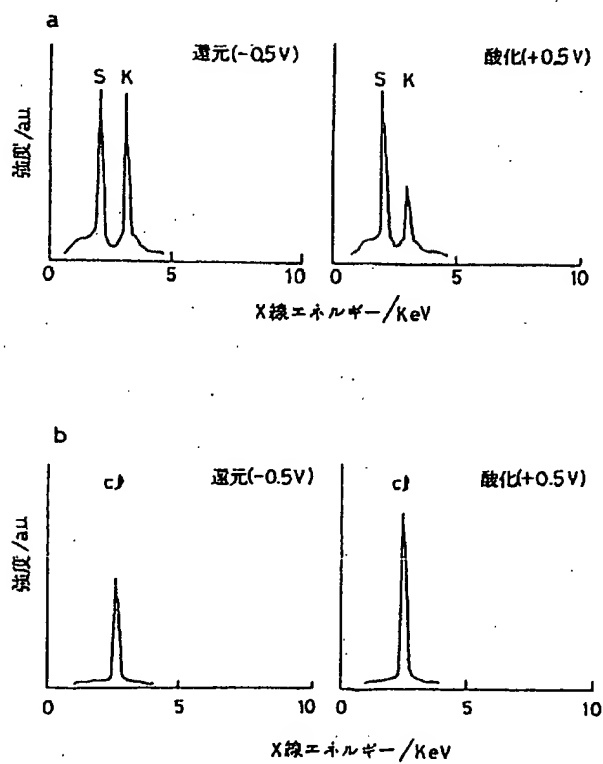 a
還元(-0.5V) 酸化(+0.5V)
S K S K
強度/a.u.
0 5 10 0 5 10
X線エネルギー/KeV
b
Cl 還元(-0.5V) Cl 酸化(+0.5V)
強度/a.u.
0 5 10 0 5 10
X線エネルギー/KeV